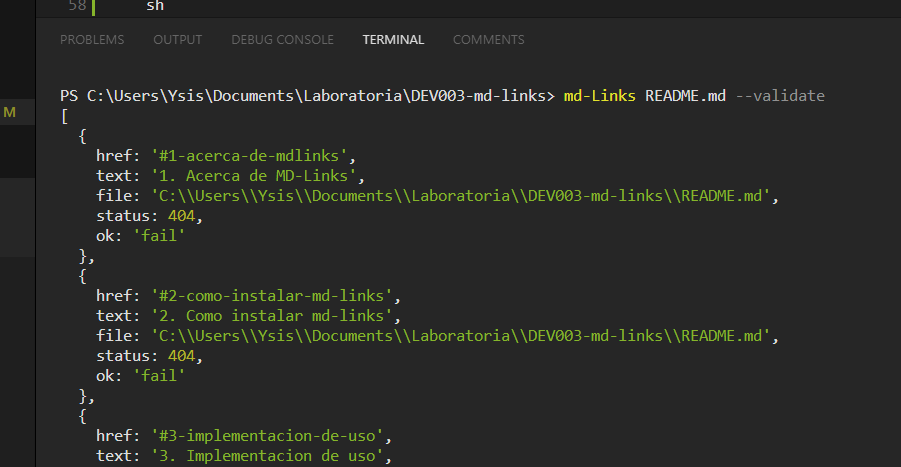 58 sh
PROBLEMS OUTPUT DEBUG CONSOLE TERMINAL COMMENTS
M
PS C:\Users\Ysis\Documents\Laboratoria\DEV003-md-links> md-Links README.md --validate
[
  {
    href: '#1-acerca-de-mdlinks',
    text: '1. Acerca de MD-Links',
    file: 'C:\\Users\\Ysis\\Documents\\Laboratoria\\DEV003-md-links\\README.md',
    status: 404,
    ok: 'fail'
  },
  {
    href: '#2-como-instalar-md-links',
    text: '2. Como instalar md-links',
    file: 'C:\\Users\\Ysis\\Documents\\Laboratoria\\DEV003-md-links\\README.md',
    status: 404,
    ok: 'fail'
  },
  {
    href: '#3-implementacion-de-uso',
    text: '3. Implementacion de uso',